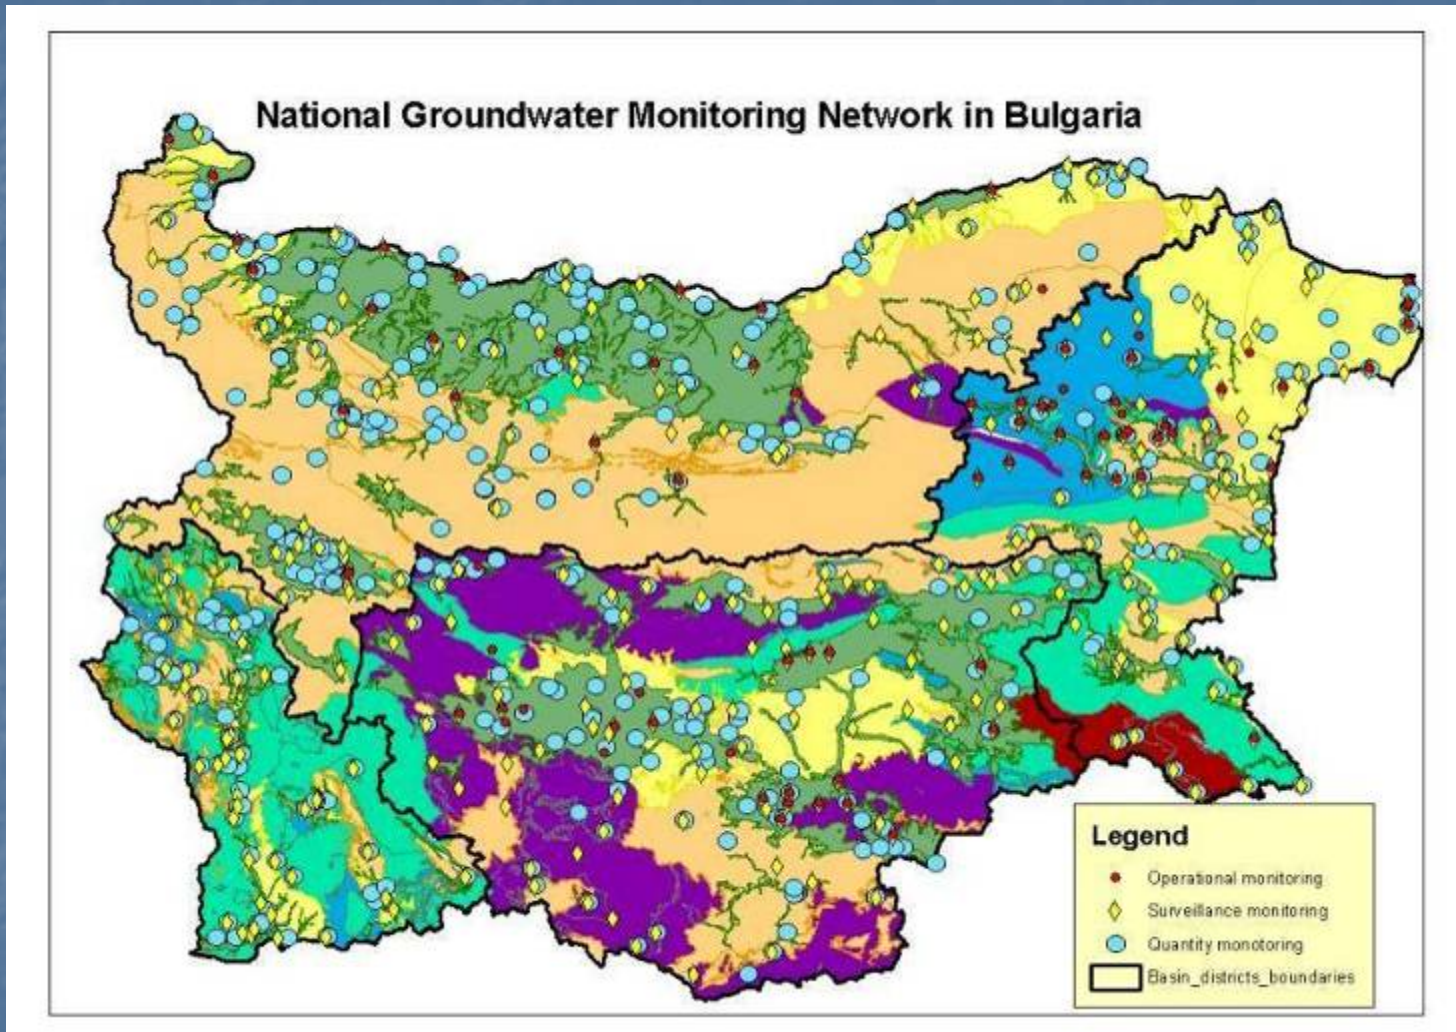 National Groundwater Monitoring Network in Bulgaria
Legend
Operational monitoring
Surveillance monitoring
Quantity monotoring
Basin_districts_boundaries